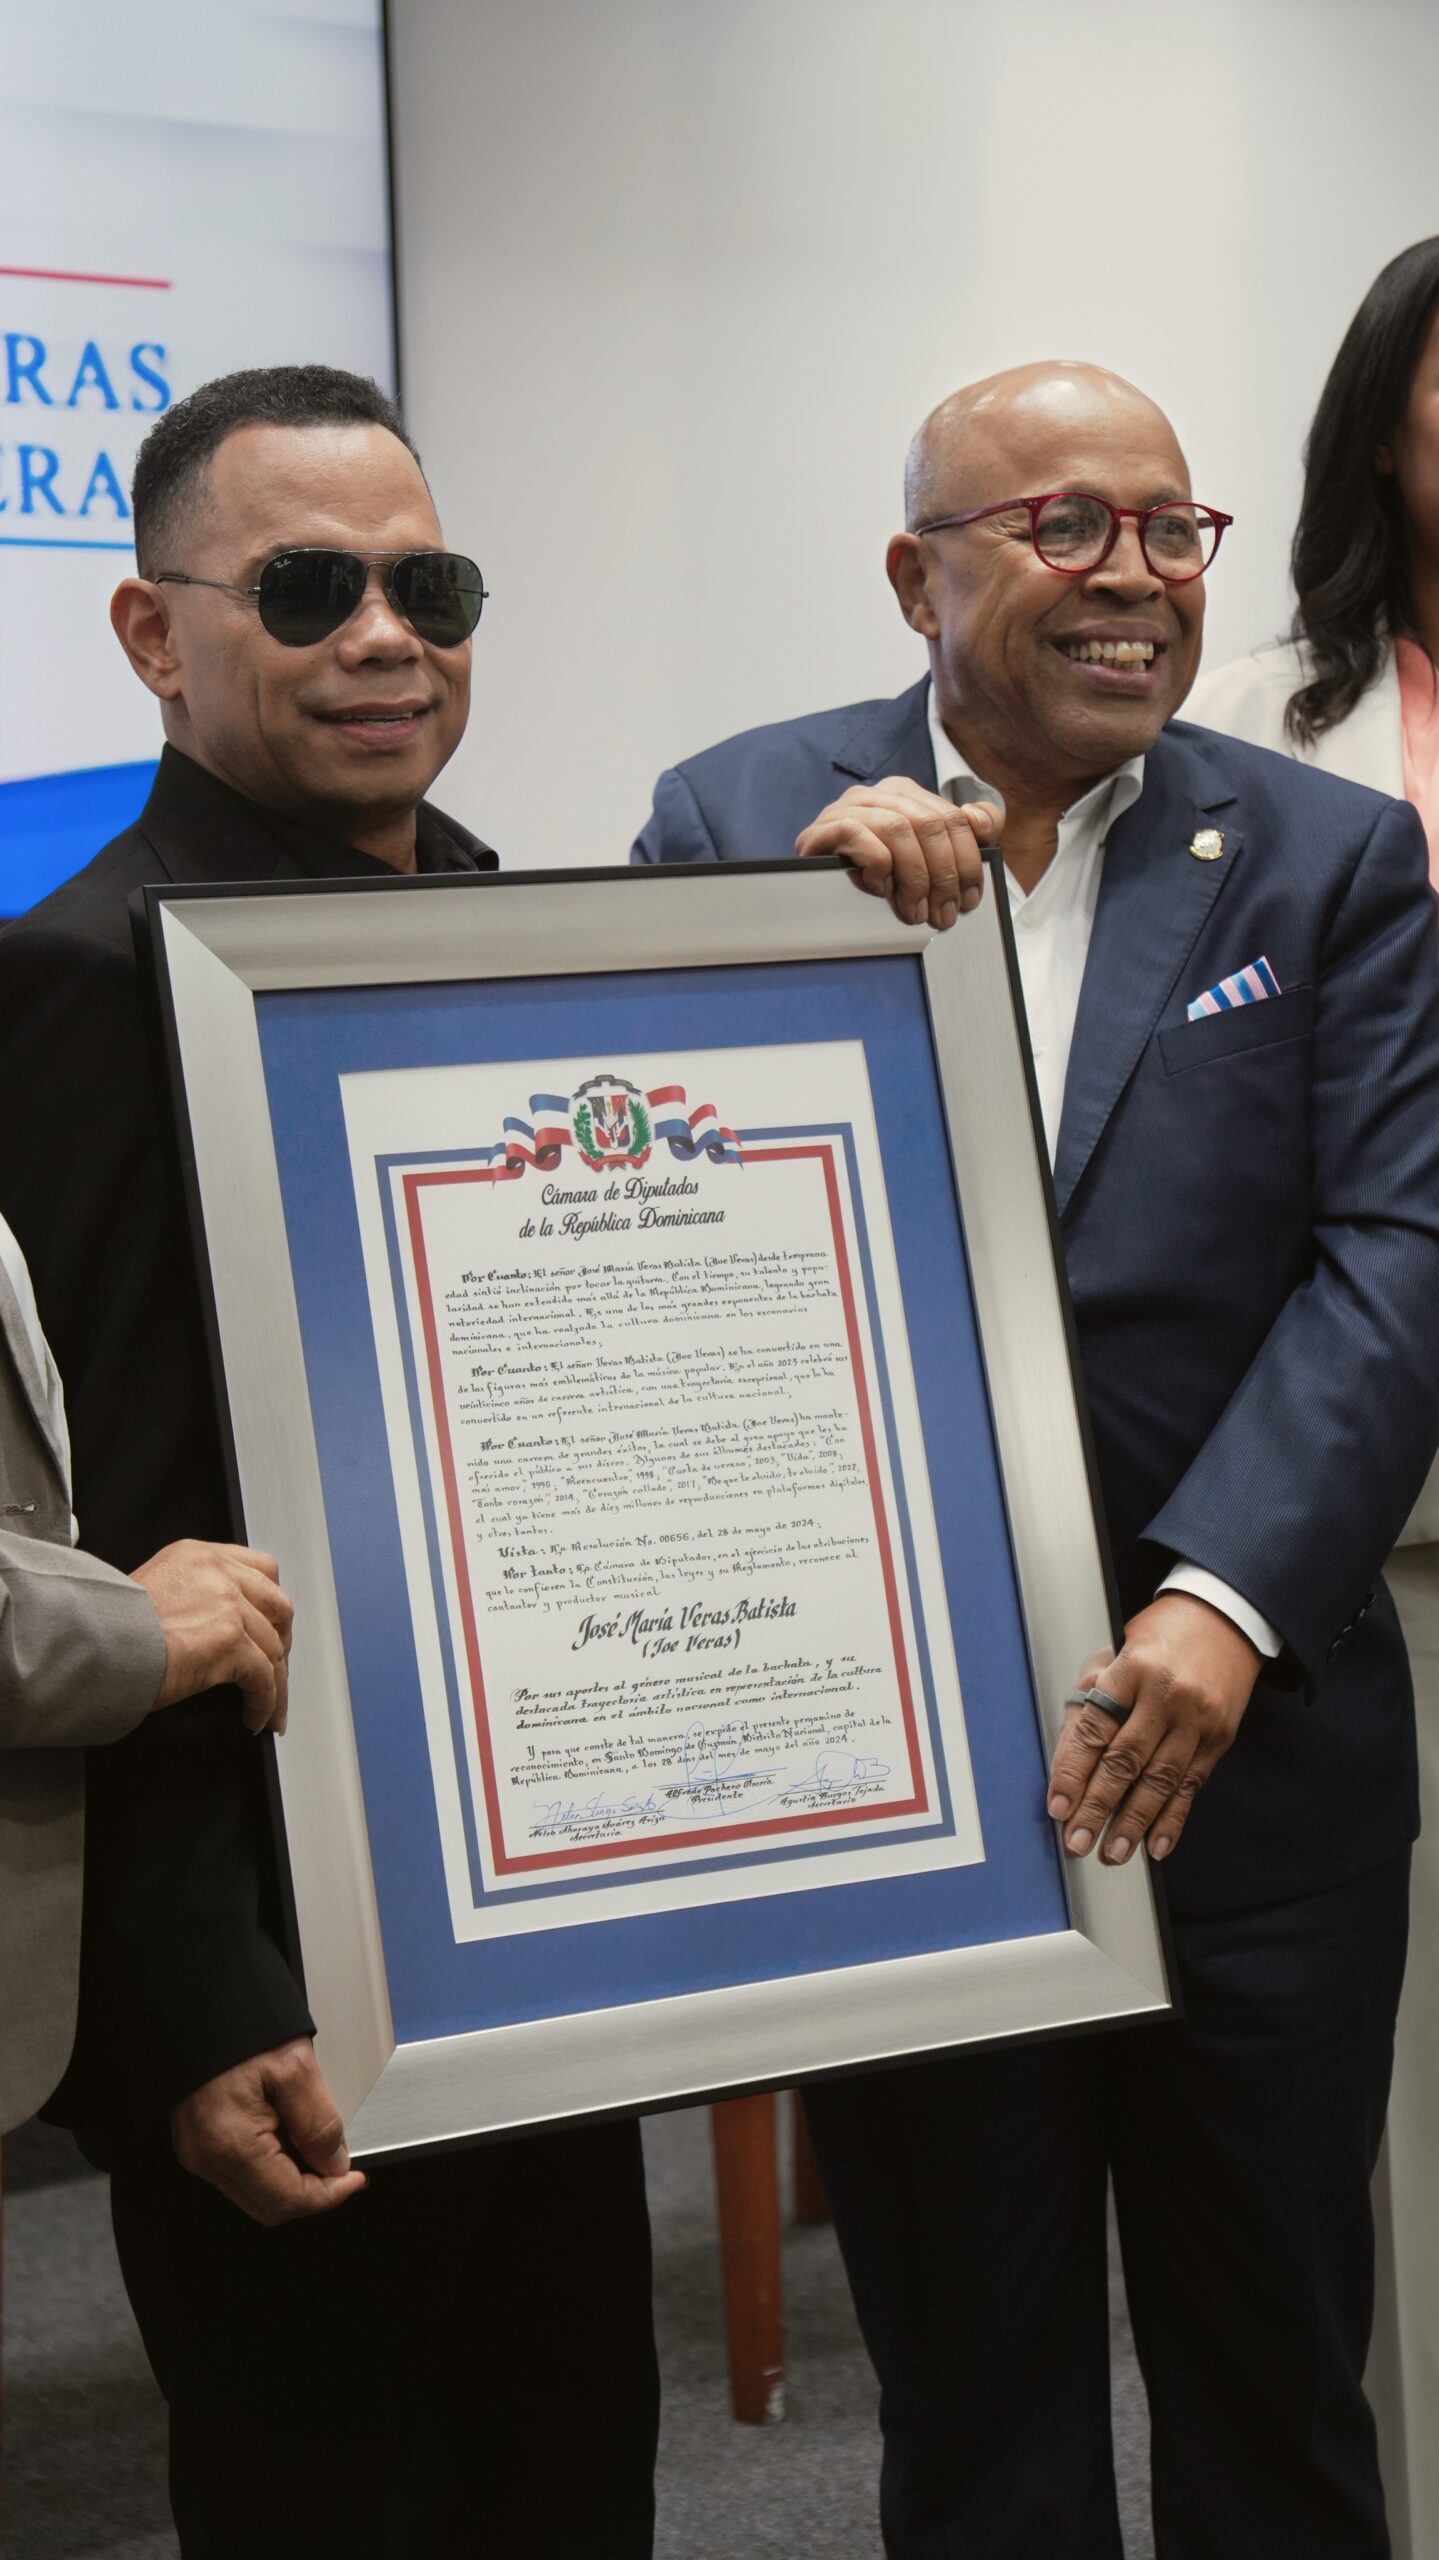 RAS
ERA
Ray-Ban
Cámara de Diputados
de la República Dominicana
Por Cuanto: El señor José María Veras Batista (Joe Veras) desde temprana
edad sintió inclinación por tocar la guitarra. Con el tiempo, su talento y popu-
laridad se han extendido más allá de la República Dominicana, logrando gran
notoriedad internacional. Es uno de los más grandes exponentes de la bachata
dominicana, que ha realzado la cultura dominicana en los escenarios
nacionales e internacionales;
Por Cuanto: El señor Veras Batista (Joe Veras) se ha convertido en una
de las figuras más emblemáticas de la música popular. En el año 2023 celebró sus
veinticinco años de carrera artística, con una trayectoria excepcional, que lo ha
convertido en un referente internacional de la cultura nacional;
Por Cuanto: El señor José María Veras Batista (Joe Veras) ha mante-
nido una carrera de grandes éxitos, la cual se debe al gran apoyo que les ha
ofrecido el público a sus discos. Algunos de sus álbumes destacados: "Con
más amor", 1996; "Reencuentro", 1998; "Carta de verano", 2003; "Vida", 2008;
"Tonto corazón", 2014; "Corazón callado", 2017; "De que te olvido, te olvido", 2022,
el cual ya tiene más de diez millones de reproducciones en plataformas digitales,
y otros tantos.
Vista: La Resolución No. 00656, del 28 de mayo de 2024;
Por tanto: La Cámara de Diputados, en el ejercicio de las atribuciones
que le confieren la Constitución, las leyes y su Reglamento, reconoce al
cantautor y productor musical
José María Veras Batista
(Joe Veras)
Por sus aportes al género musical de la bachata, y su
destacada trayectoria artística en representación de la cultura
dominicana en el ámbito nacional como internacional.
Y para que conste de tal manera, se expide el presente pergamino de
reconocimiento, en Santo Domingo de Guzmán, Distrito Nacional, capital de la
República Dominicana, a los 28 días del mes de mayo del año 2024.
Alfredo Pacheco Osoria
Presidente
Agustín Burgos Tejada
Secretario
Nelsa Shoraya Suárez Ariza
Secretaria